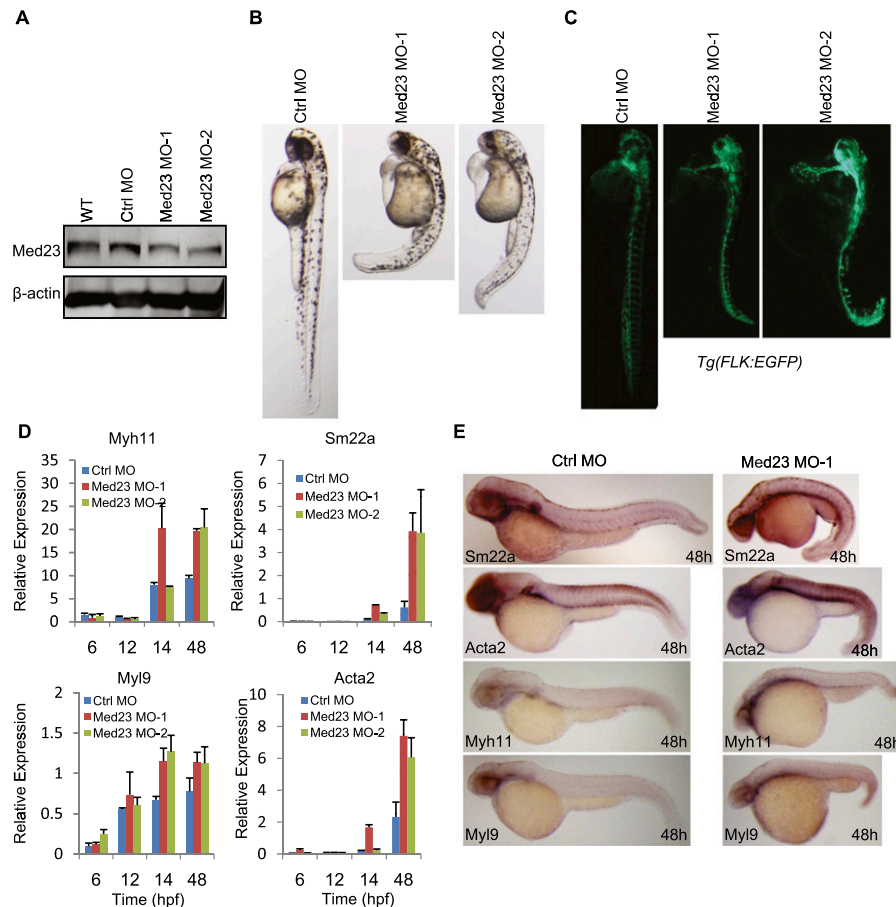 A
WT
Ctrl MO
Med23 MO-1
Med23 MO-2
Med23
β-actin
B
Ctrl MO
Med23 MO-1
Med23 MO-2
C
Ctrl MO
Med23 MO-1
Med23 MO-2
Tg(FLK:EGFP)
D
Myh11
Relative Expression
35
30
25
20
15
10
5
0
Ctrl MO
Med23 MO-1
Med23 MO-2
6 12 14 48
Sm22a
Relative Expression
7
6
5
4
3
2
1
0
Ctrl MO
Med23 MO-1
Med23 MO-2
6 12 14 48
Myl9
Relative Expression
2
1.5
1
0.5
0
Ctrl MO
Med23 MO-1
Med23 MO-2
6 12 14 48
Time (hpf)
Acta2
Relative Expression
10
8
6
4
2
0
Ctrl MO
Med23 MO-1
Med23 MO-2
6 12 14 48
Time (hpf)
E
Ctrl MO Med23 MO-1
Sm22a 48h Sm22a 48h
Acta2 48h Acta2 48h
Myh11 48h Myh11 48h
Myl9 48h Myl9 48h